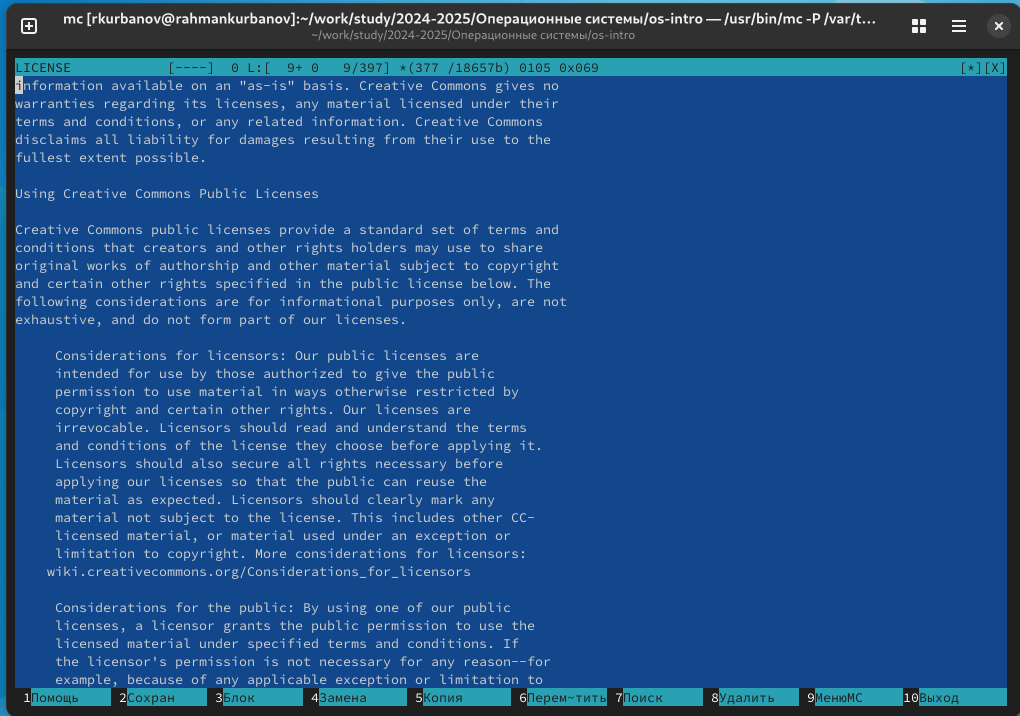 mc [rkurbanov@rahmankurbanov]:~/work/study/2024-2025/Операционные системы/os-intro — /usr/bin/mc -P /var/t…
~/work/study/2024-2025/Операционные системы/os-intro
LICENSE            [----]  0 L:[  9+ 0   9/397] *(377 /18657b) 0105 0x069                                             [*][X]
information available on an "as-is" basis. Creative Commons gives no
warranties regarding its licenses, any material licensed under their
terms and conditions, or any related information. Creative Commons
disclaims all liability for damages resulting from their use to the
fullest extent possible.

Using Creative Commons Public Licenses

Creative Commons public licenses provide a standard set of terms and
conditions that creators and other rights holders may use to share
original works of authorship and other material subject to copyright
and certain other rights specified in the public license below. The
following considerations are for informational purposes only, are not
exhaustive, and do not form part of our licenses.

     Considerations for licensors: Our public licenses are
     intended for use by those authorized to give the public
     permission to use material in ways otherwise restricted by
     copyright and certain other rights. Our licenses are
     irrevocable. Licensors should read and understand the terms
     and conditions of the license they choose before applying it.
     Licensors should also secure all rights necessary before
     applying our licenses so that the public can reuse the
     material as expected. Licensors should clearly mark any
     material not subject to the license. This includes other CC-
     licensed material, or material used under an exception or
     limitation to copyright. More considerations for licensors:
    wiki.creativecommons.org/Considerations_for_licensors

     Considerations for the public: By using one of our public
     licenses, a licensor grants the public permission to use the
     licensed material under specified terms and conditions. If
     the licensor's permission is not necessary for any reason--for
     example, because of any applicable exception or limitation to
 1Помощь  2Сохран  3Блок  4Замена  5Копия  6Перем~тить  7Поиск  8Удалить  9МенюМС  10Выход